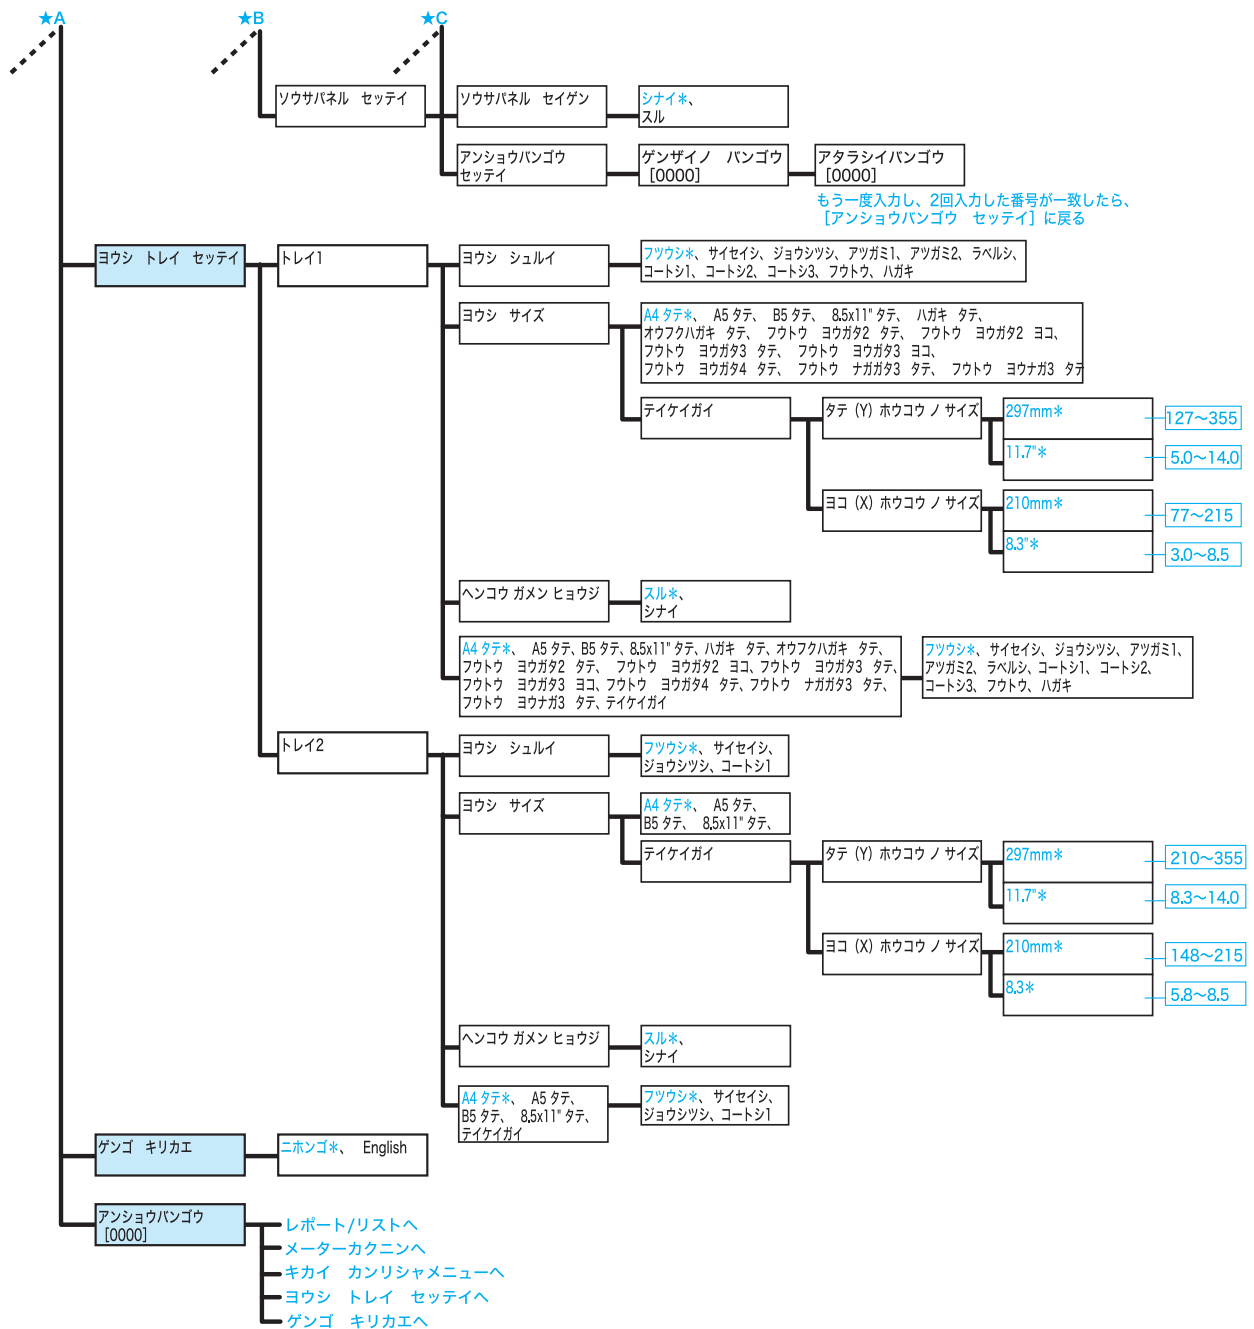 ★A
★B
★C
ソウサパネル　セッテイ
ソウサパネル　セイゲン
シナイ＊、
スル
アンショウバンゴウ
セッテイ
ゲンザイノ　バンゴウ
[0000]
アタラシイバンゴウ
[0000]
もう一度入力し、2回入力した番号が一致したら、
［アンショウバンゴウ　セッテイ］に戻る
ヨウシ　トレイ　セッテイ
トレイ1
ヨウシ　シュルイ
フツウシ＊、サイセイシ、ジョウシツシ、アツガミ1、アツガミ2、ラベルシ、
コートシ1、コートシ2、コートシ3、フウトウ、ハガキ
ヨウシ　サイズ
A4 タテ＊、　A5 タテ、　B5 タテ、　8.5x11" タテ、　ハガキ　タテ、
オウフクハガキ　タテ、　フウトウ　ヨウガタ2　タテ、　フウトウ　ヨウガタ2　ヨコ、
フウトウ　ヨウガタ3　タテ、　フウトウ　ヨウガタ3　ヨコ、
フウトウ　ヨウガタ4　タテ、　フウトウ　ナガガタ3　タテ、　フウトウ　ヨウナガ3　タテ
テイケイガイ
タテ（Y）ホウコウ ノ サイズ
297mm＊
127〜355
11.7"＊
5.0〜14.0
ヨコ（X）ホウコウ ノ サイズ
210mm＊
77〜215
8.3"＊
3.0〜8.5
ヘンコウ ガメン ヒョウジ
スル＊、
シナイ
A4 タテ＊、　A5 タテ、B5 タテ、8.5x11" タテ、ハガキ　タテ、オウフクハガキ　タテ、
フウトウ　ヨウガタ2　タテ、　フウトウ　ヨウガタ2　ヨコ、フウトウ　ヨウガタ3　タテ、
フウトウ　ヨウガタ3　ヨコ、フウトウ　ヨウガタ4　タテ、フウトウ　ナガガタ3　タテ、
フウトウ　ヨウナガ3　タテ、テイケイガイ
フツウシ＊、サイセイシ、ジョウシツシ、アツガミ1、
アツガミ2、ラベルシ、コートシ1、コートシ2、
コートシ3、フウトウ、ハガキ
トレイ2
ヨウシ　シュルイ
フツウシ＊、サイセイシ、
ジョウシツシ、コートシ1
ヨウシ　サイズ
A4 タテ＊、　A5 タテ、
B5 タテ、　8.5x11" タテ、
テイケイガイ
タテ（Y）ホウコウ ノ サイズ
297mm＊
210〜355
11.7"＊
8.3〜14.0
ヨコ（X）ホウコウ ノ サイズ
210mm＊
148〜215
8.3＊
5.8〜8.5
ヘンコウ ガメン ヒョウジ
スル＊、
シナイ
A4 タテ＊、　A5 タテ、
B5 タテ、　8.5x11" タテ、
テイケイガイ
フツウシ＊、サイセイシ、
ジョウシツシ、コートシ1
ゲンゴ　キリカエ
ニホンゴ＊、　English
アンショウバンゴウ
[0000]
レポート/リストへ
メーターカクニンへ
キカイ　カンリシャメニューへ
ヨウシ　トレイ　セッテイへ
ゲンゴ　キリカエへ